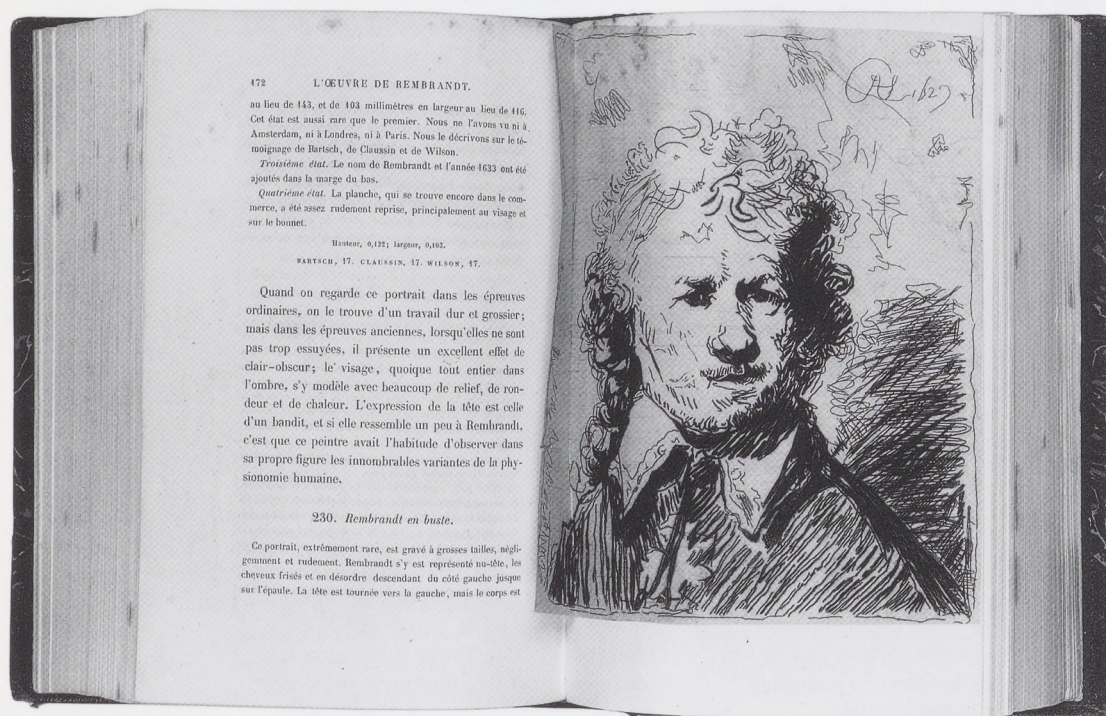 172 L'ŒUVRE DE REMBRANDT.
au lieu de 143, et de 103 millimètres en largeur au lieu de 116.
Cet état est aussi rare que le premier. Nous ne l'avons vu ni à
Amsterdam, ni à Londres, ni à Paris. Nous le décrivons sur le té-
moignage de Bartsch, de Claussin et de Wilson.
Troisième état. Le nom de Rembrandt et l'année 1633 ont été
ajoutés dans la marge du bas.
Quatrième état. La planche, qui se trouve encore dans le com-
merce, a été assez rudement reprise, principalement au visage et
sur le bonnet.
Hauteur, 0,132; largeur, 0,103.
BARTSCH, 17. CLAUSSIN, 17. WILSON, 17.
Quand on regarde ce portrait dans les épreuves
ordinaires, on le trouve d'un travail dur et grossier;
mais dans les épreuves anciennes, lorsqu'elles ne sont
pas trop essuyées, il présente un excellent effet de
clair-obscur; le visage, quoique tout entier dans
l'ombre, s'y modèle avec beaucoup de relief, de ron-
deur et de chaleur. L'expression de la tête est celle
d'un bandit, et si elle ressemble un peu à Rembrandt,
c'est que ce peintre avait l'habitude d'observer dans
sa propre figure les innombrables variantes de la phy-
sionomie humaine.
230. Rembrandt en buste.
Ce portrait, extrêmement rare, est gravé à grosses tailles, négli-
gemment et rudement. Rembrandt s'y est représenté nu-tête, les
cheveux frisés et en désordre descendant du côté gauche jusque
sur l'épaule. La tête est tournée vers la gauche, mais le corps est
1629